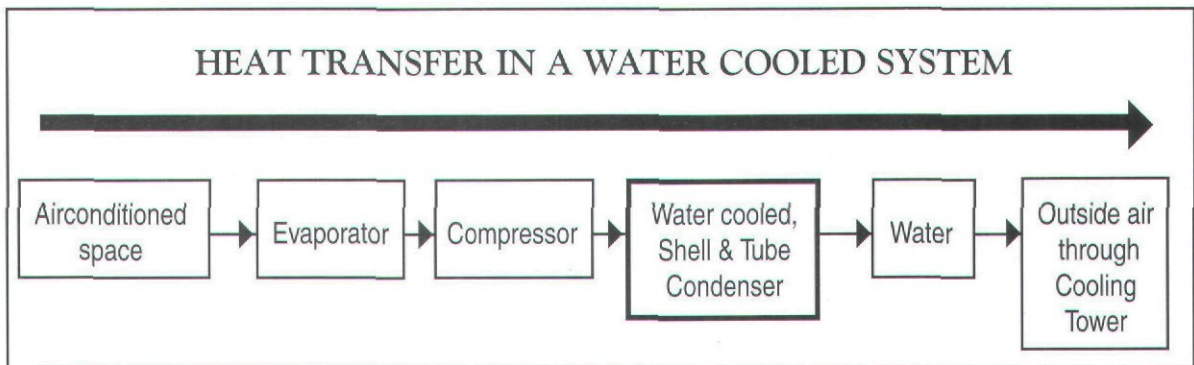 HEAT TRANSFER IN A WATER COOLED SYSTEM
Airconditioned
space
Evaporator
Compressor
Water cooled,
Shell & Tube
Condenser
Water
Outside air
through
Cooling
Tower